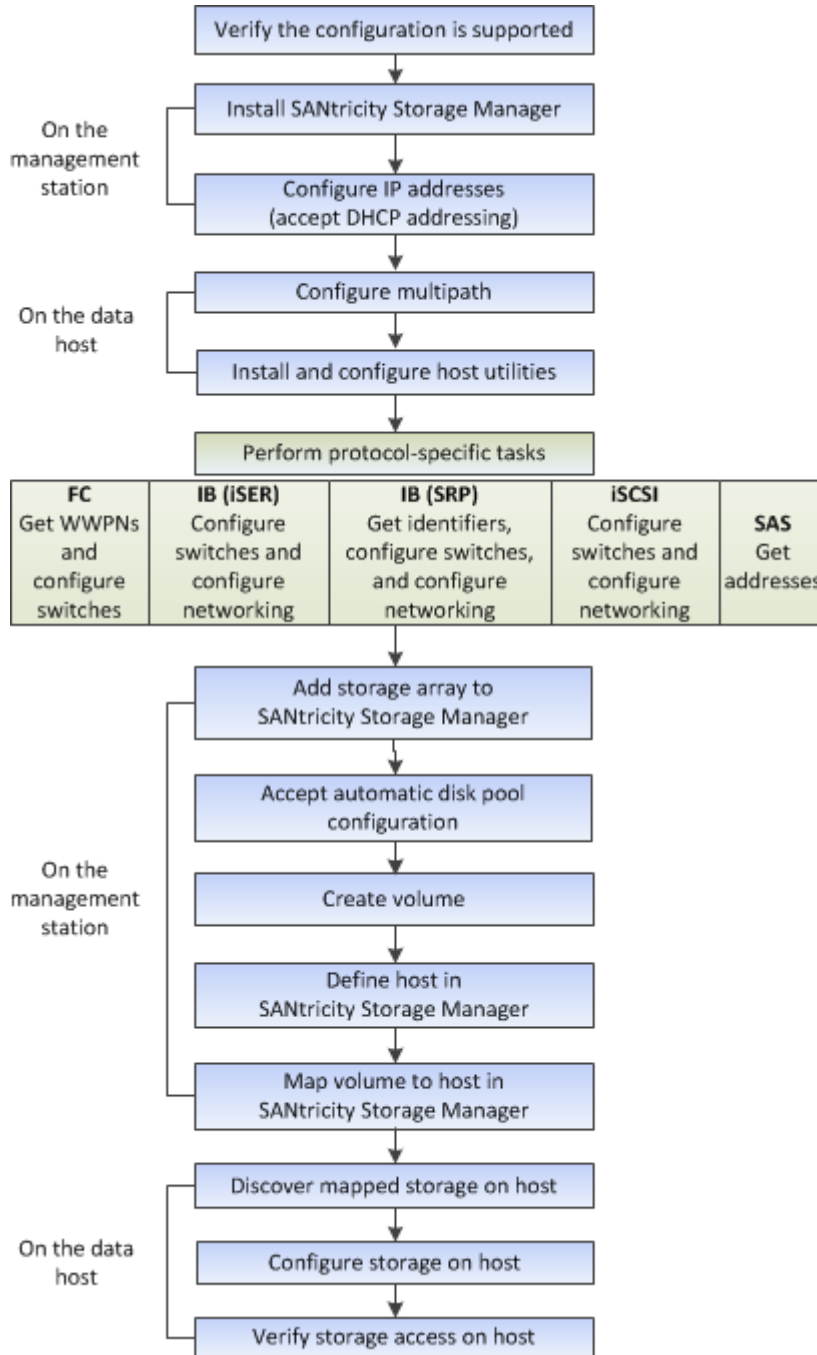 Verify the configuration is supported
On the
management
station
Install SANtricity Storage Manager
Configure IP addresses
(accept DHCP addressing)
On the data
host
Configure multipath
Install and configure host utilities
Perform protocol-specific tasks
FC
Get WWPNs
and
configure
switches
IB (iSER)
Configure
switches and
configure
networking
IB (SRP)
Get identifiers,
configure switches,
and configure
networking
iSCSI
Configure
switches and
configure
networking
SAS
Get
addresses
On the
management
station
Add storage array to
SANtricity Storage Manager
Accept automatic disk pool
configuration
Create volume
Define host in
SANtricity Storage Manager
Map volume to host in
SANtricity Storage Manager
On the data
host
Discover mapped storage on host
Configure storage on host
Verify storage access on host